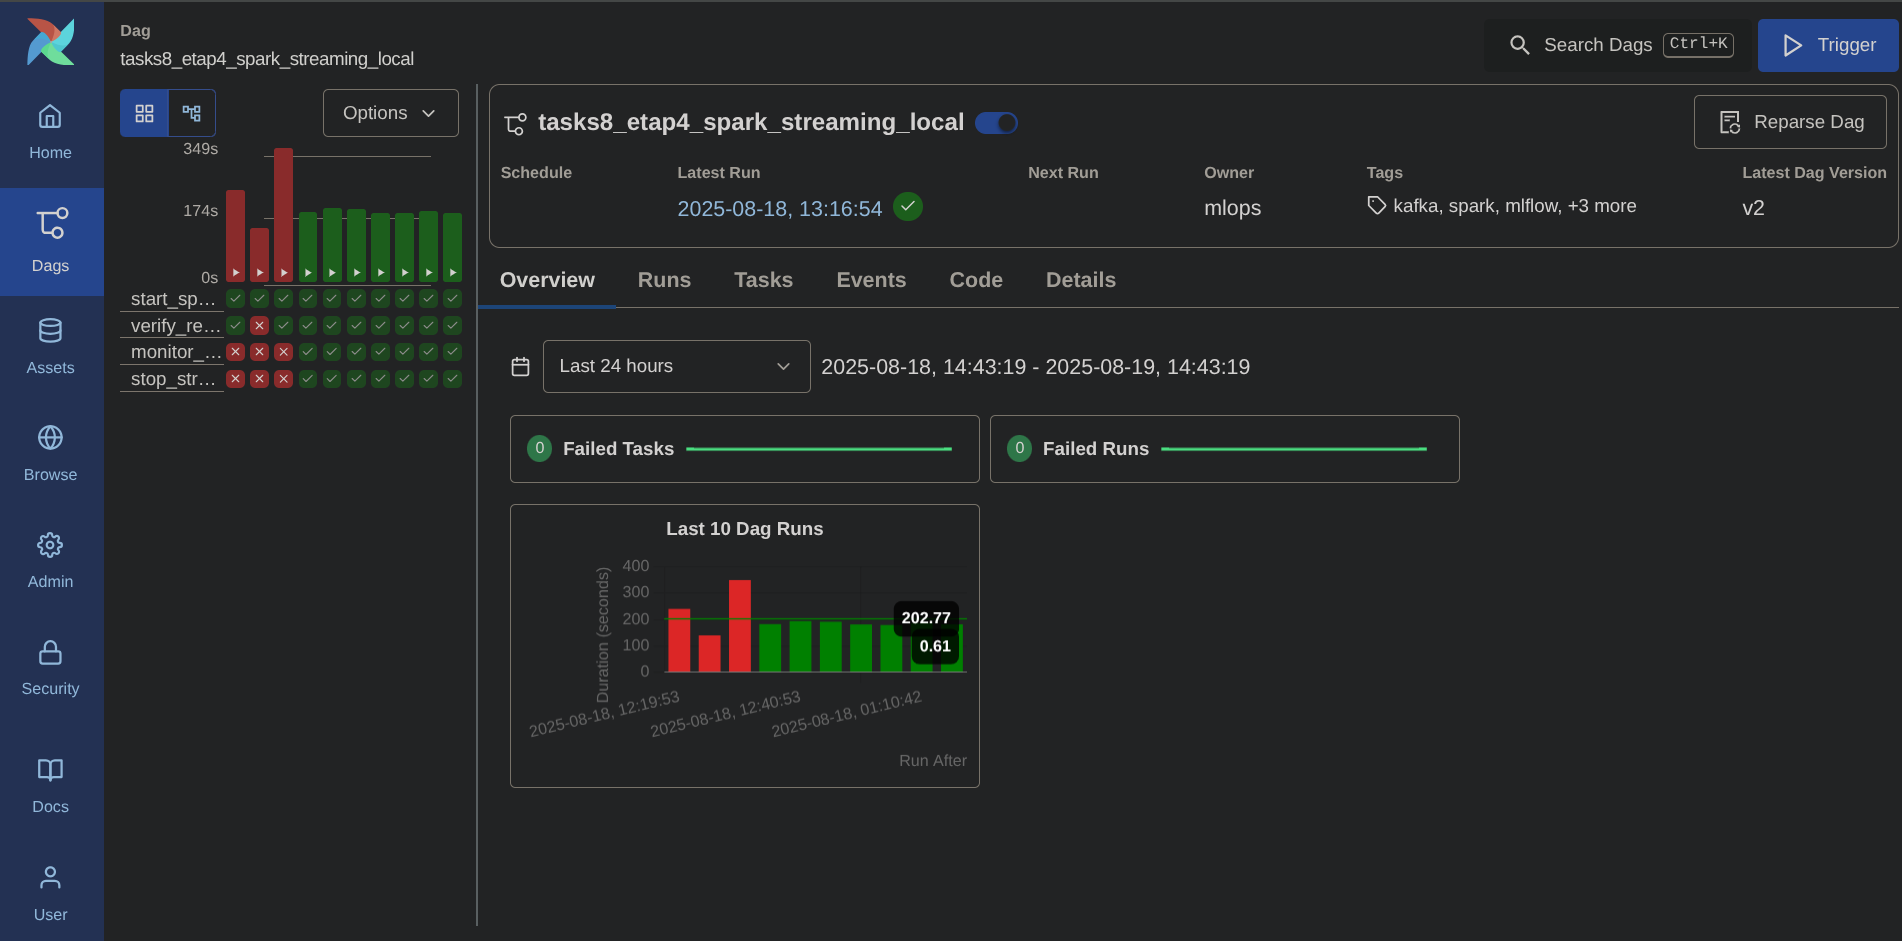 Dag
tasks8_etap4_spark_streaming_local
Search Dags Ctrl+K
Trigger
Home
Dags
Assets
Browse
Admin
Security
Docs
User
Options
349s
174s
0s
start_sp...
verify_re...
monitor_...
stop_str...
tasks8_etap4_spark_streaming_local
Reparse Dag
Schedule Latest Run Next Run Owner Tags Latest Dag Version
2025-08-18, 13:16:54 mlops kafka, spark, mlflow, +3 more v2
Overview Runs Tasks Events Code Details
Last 24 hours 2025-08-18, 14:43:19 - 2025-08-19, 14:43:19
0 Failed Tasks
0 Failed Runs
Last 10 Dag Runs
Duration (seconds)
400
300
200
100
0
202.77
0.61
2025-08-18, 12:19:53
2025-08-18, 12:40:53
2025-08-18, 01:10:42
Run After